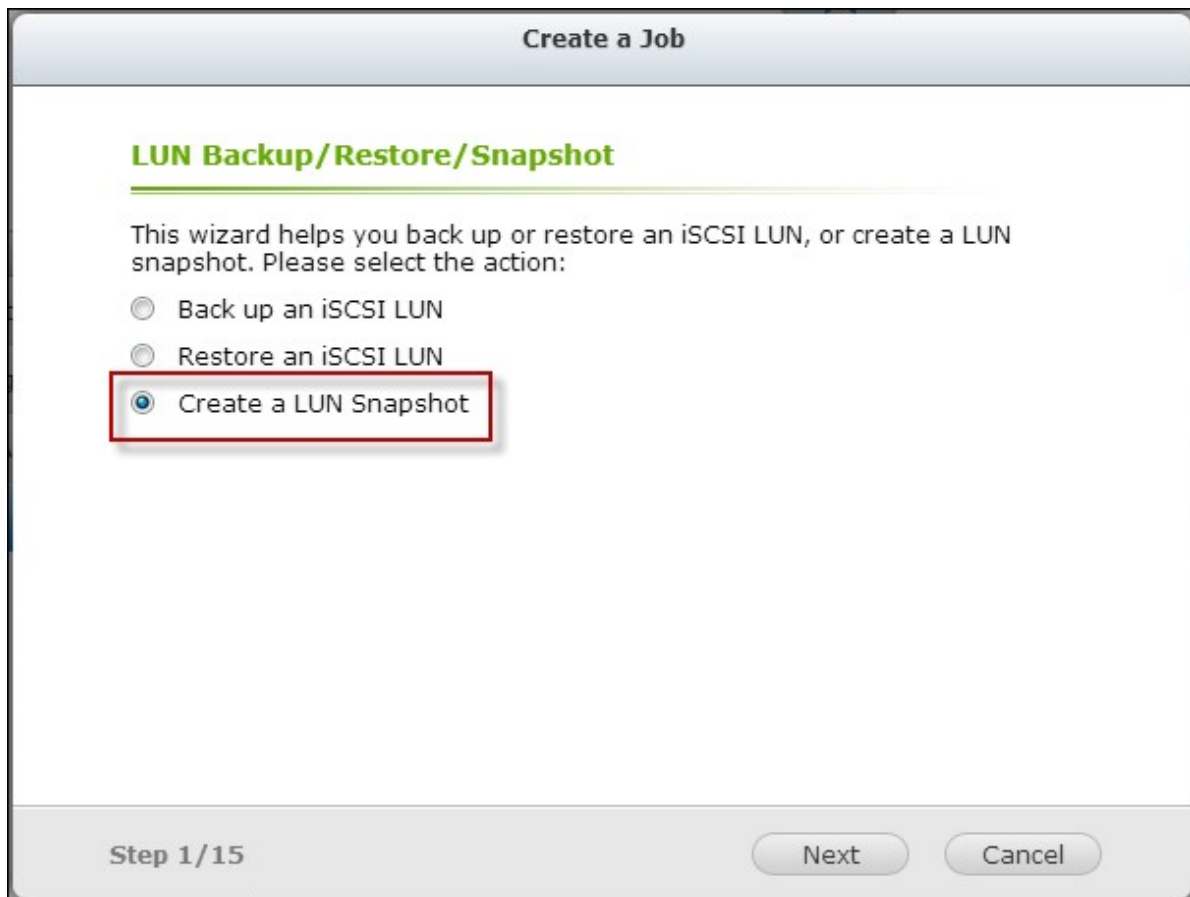 Create a Job
LUN Backup/Restore/Snapshot
This wizard helps you back up or restore an iSCSI LUN, or create a LUN
snapshot. Please select the action:
Back up an iSCSI LUN
Restore an iSCSI LUN
Create a LUN Snapshot
Step 1/15
Next
Cancel